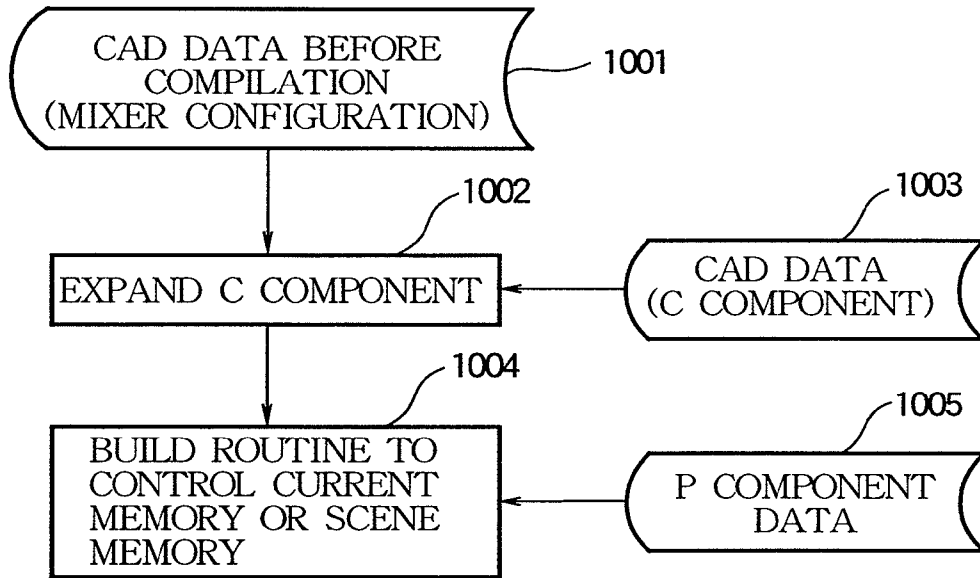 CAD DATA BEFORE
COMPILATION
(MIXER CONFIGURATION)
1001
1002
EXPAND C COMPONENT
1003
CAD DATA
(C COMPONENT)
1004
BUILD ROUTINE TO
CONTROL CURRENT
MEMORY OR SCENE
MEMORY
1005
P COMPONENT
DATA